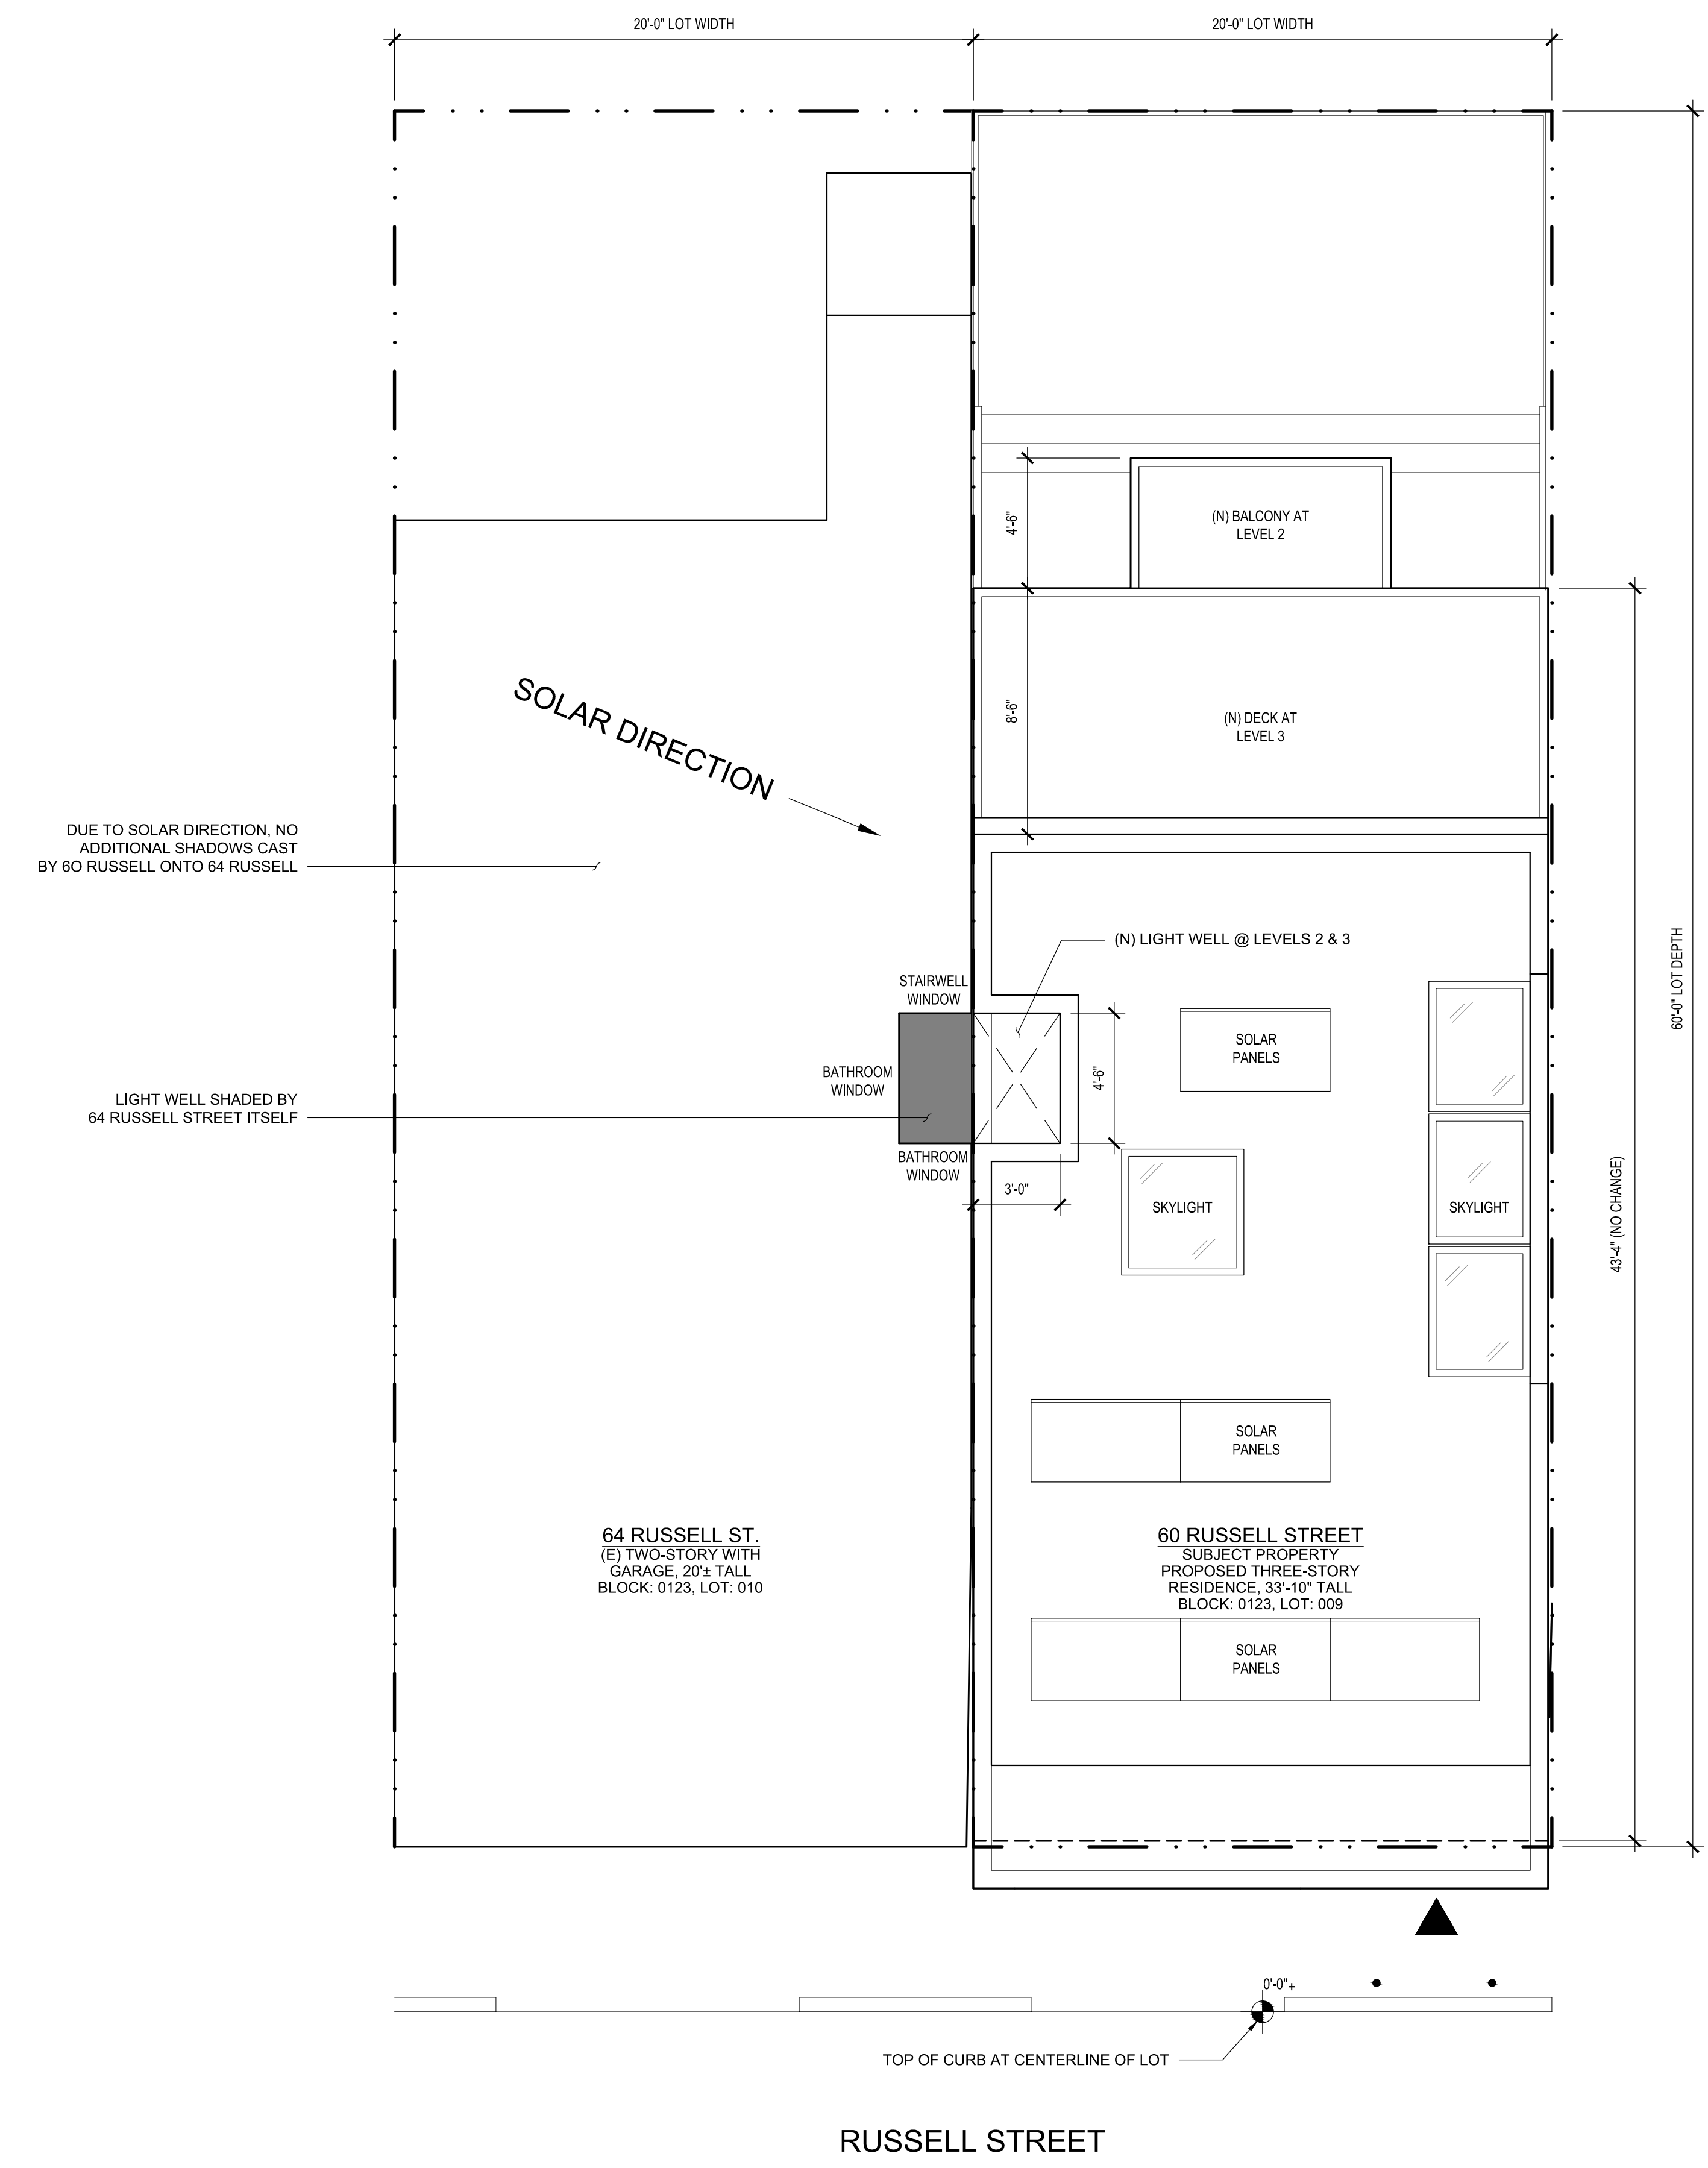 20'-0" LOT WIDTH
20'-0" LOT WIDTH
(N) BALCONY AT
LEVEL 2
4'-6"
8'-6"
(N) DECK AT
LEVEL 3
SOLAR DIRECTION
DUE TO SOLAR DIRECTION, NO
ADDITIONAL SHADOWS CAST
BY 6O RUSSELL ONTO 64 RUSSELL
(N) LIGHT WELL @ LEVELS 2 & 3
60'-0" LOT DEPTH
STAIRWELL
WINDOW
SOLAR
PANELS
BATHROOM
WINDOW
4'-6"
LIGHT WELL SHADED BY
64 RUSSELL STREET ITSELF
BATHROOM
WINDOW
3'-0"
SKYLIGHT
SKYLIGHT
43'-4" (NO CHANGE)
SOLAR
PANELS
64 RUSSELL ST.
(E) TWO-STORY WITH
GARAGE, 20'± TALL
BLOCK: 0123, LOT: 010
60 RUSSELL STREET
SUBJECT PROPERTY
PROPOSED THREE-STORY
RESIDENCE, 33'-10" TALL
BLOCK: 0123, LOT: 009
SOLAR
PANELS
0'-0"+
TOP OF CURB AT CENTERLINE OF LOT
RUSSELL STREET